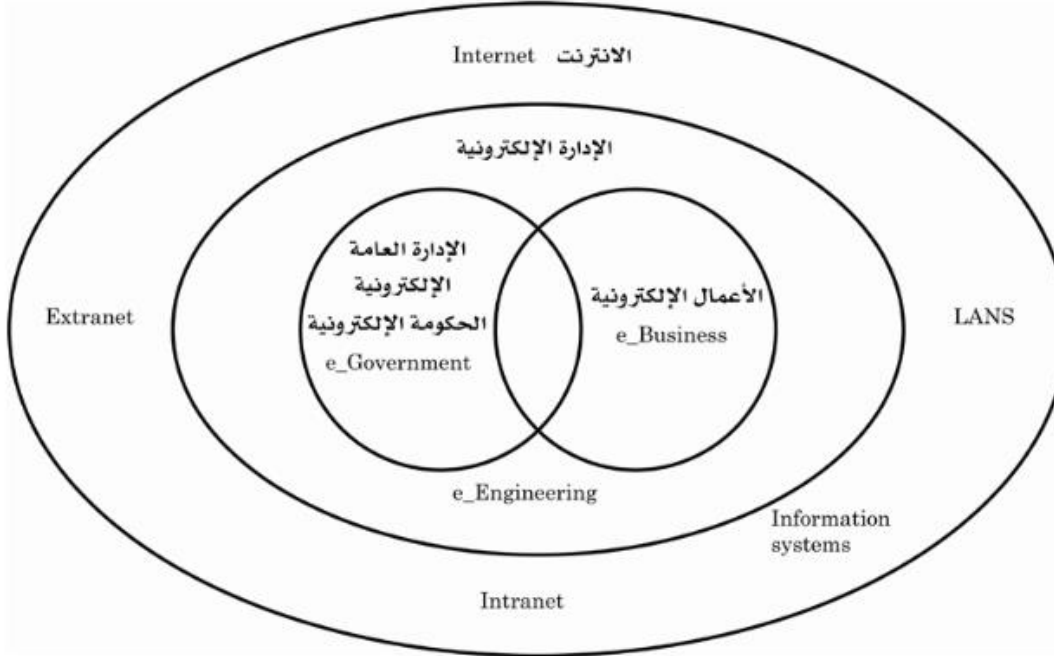 Internet الانترنت
الإدارة الإلكترونية
الإدارة العامة
الإلكترونية
الحكومة الإلكترونية
e_Government
الأعمال الإلكترونية
e_Business
Extranet
LANS
e_Engineering
Information
systems
Intranet